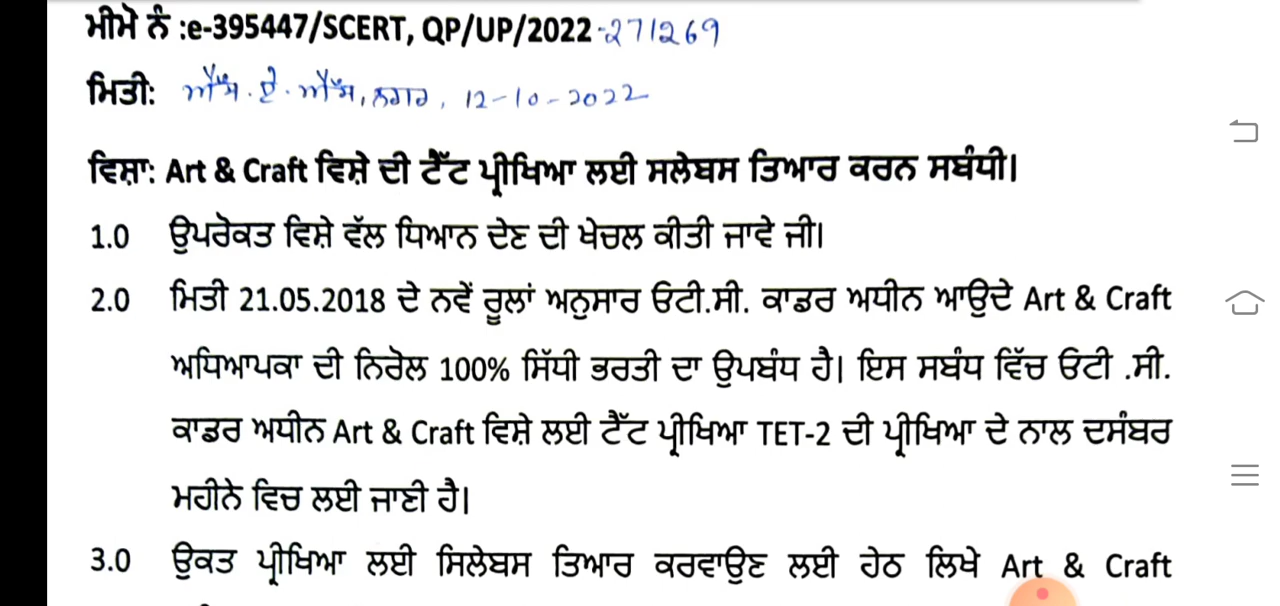 ਮੀਮੋ ਨੰ :e-395447/SCERT, QP/UP/2022-271269
ਮਿਤੀ: ਐੱਸ.ਏ.ਐੱਸ, ਨਗਰ, 12-10-2022
ਵਿਸ਼ਾ: Art & Craft ਵਿਸ਼ੇ ਦੀ ਟੈੱਟ ਪ੍ਰੀਖਿਆ ਲਈ ਸਲੇਬਸ ਤਿਆਰ ਕਰਨ ਸਬੰਧੀ।
1.0 ਉਪਰੋਕਤ ਵਿਸ਼ੇ ਵੱਲ ਧਿਆਨ ਦੇਣ ਦੀ ਖੇਚਲ ਕੀਤੀ ਜਾਵੇ ਜੀ।
2.0 ਮਿਤੀ 21.05.2018 ਦੇ ਨਵੇਂ ਰੂਲਾਂ ਅਨੁਸਾਰ ਓਟੀ.ਸੀ. ਕਾਡਰ ਅਧੀਨ ਆਉਦੇ Art & Craft
ਅਧਿਆਪਕਾ ਦੀ ਨਿਰੋਲ 100% ਸਿੱਧੀ ਭਰਤੀ ਦਾ ਉਪਬੰਧ ਹੈ। ਇਸ ਸਬੰਧ ਵਿੱਚ ਓਟੀ .ਸੀ.
ਕਾਡਰ ਅਧੀਨ Art & Craft ਵਿਸ਼ੇ ਲਈ ਟੈੱਟ ਪ੍ਰੀਖਿਆ TET-2 ਦੀ ਪ੍ਰੀਖਿਆ ਦੇ ਨਾਲ ਦਸੰਬਰ
ਮਹੀਨੇ ਵਿਚ ਲਈ ਜਾਣੀ ਹੈ।
3.0 ਉਕਤ ਪ੍ਰੀਖਿਆ ਲਈ ਸਿਲੇਬਸ ਤਿਆਰ ਕਰਵਾਉਣ ਲਈ ਹੇਠ ਲਿਖੇ Art & Craft